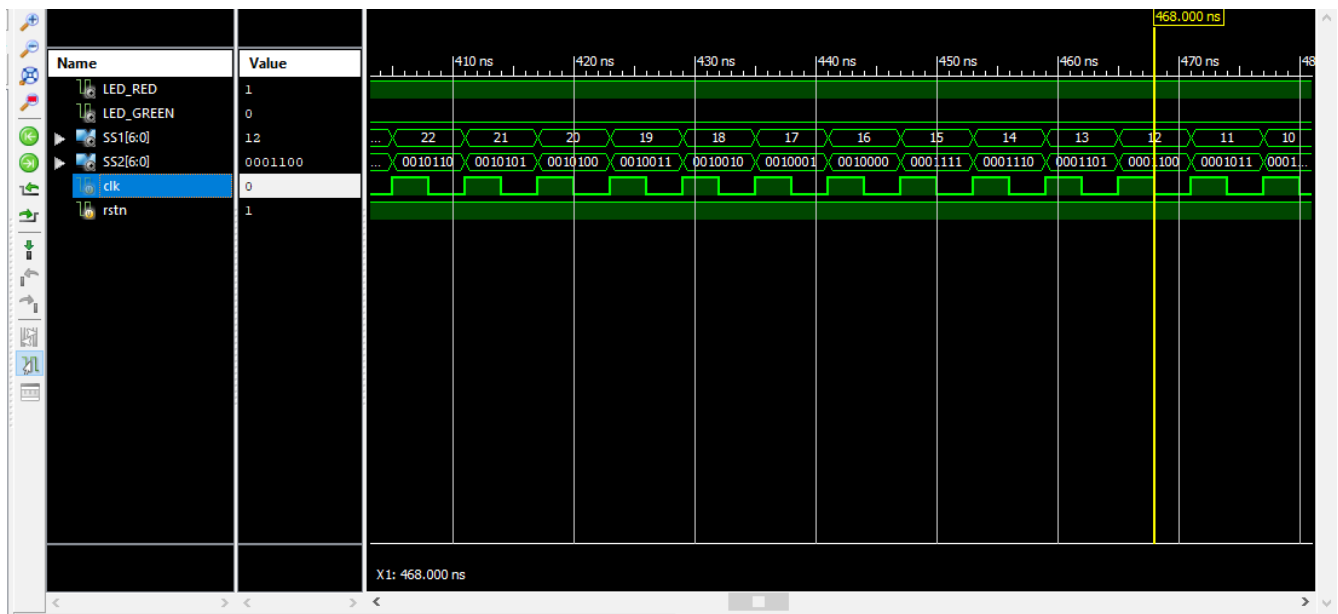 468.000 ns
Name Value 410 ns 420 ns 430 ns 440 ns 450 ns 460 ns 470 ns 48
LED_RED 1
LED_GREEN 0
SS1[6:0] 12 ... 22 21 20 19 18 17 16 15 14 13 12 11 10
SS2[6:0] 0001100 ... 0010110 0010101 0010100 0010011 0010010 0010001 0010000 0001111 0001110 0001101 0001100 0001011 0001...
clk 0
rstn 1
X1: 468.000 ns